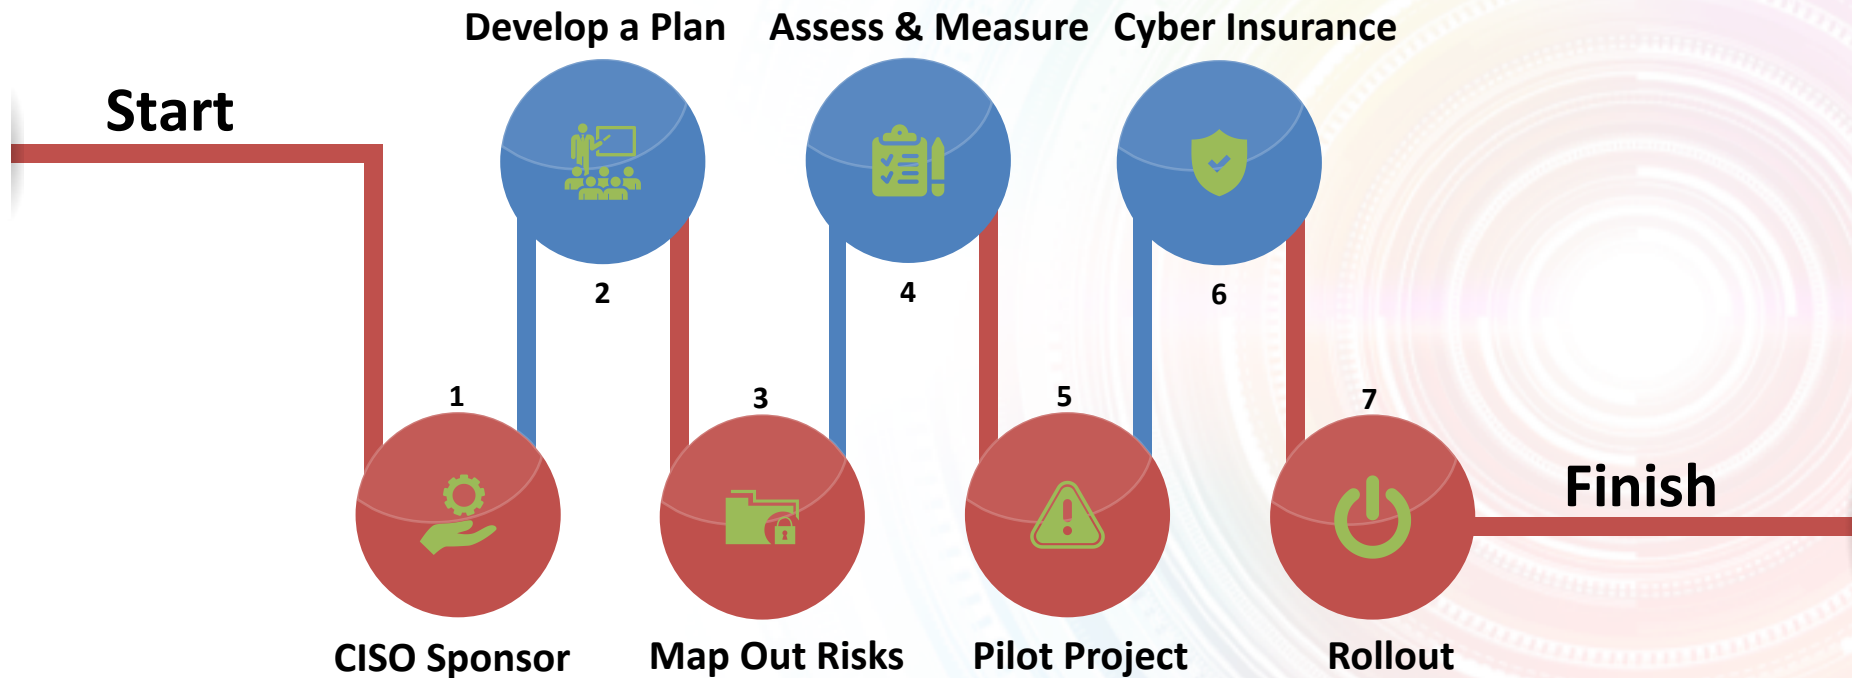 Develop a Plan
Assess & Measure
Cyber Insurance
Start
2
4
6
1
3
5
7
Finish
CISO Sponsor
Map Out Risks
Pilot Project
Rollout